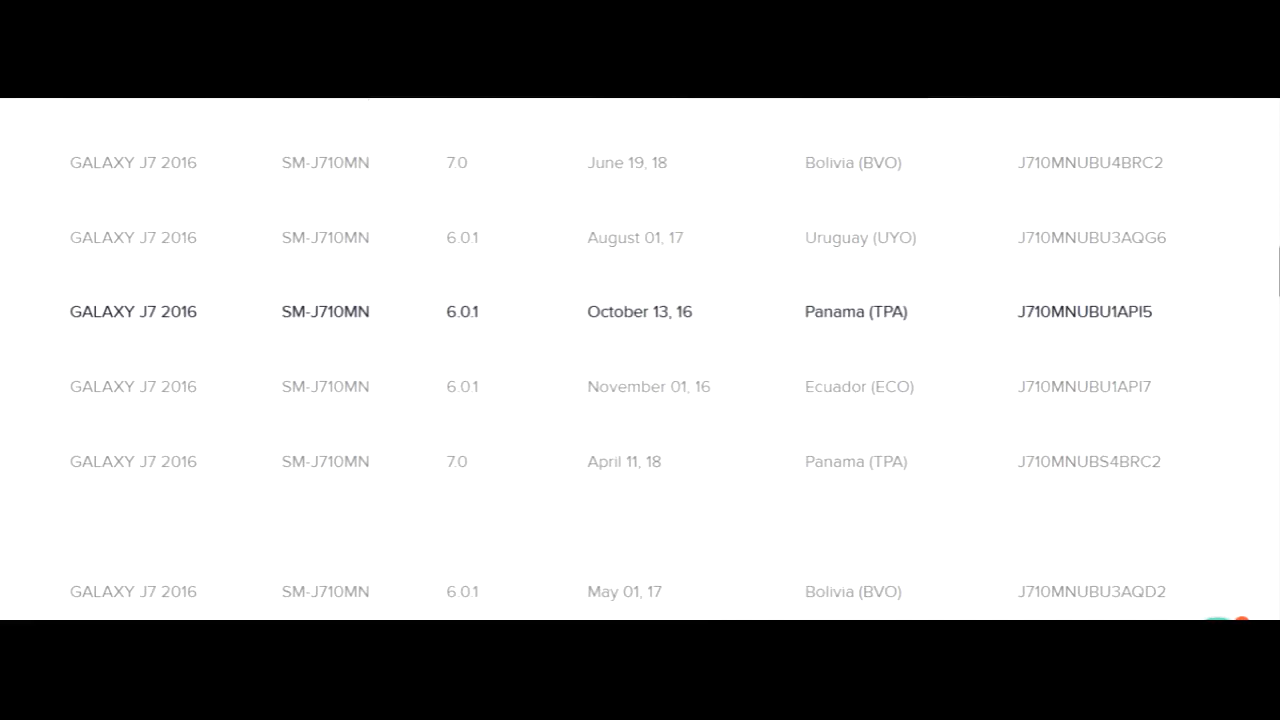 GALAXY J7 2016 SM-J710MN 7.0 June 19, 18 Bolivia (BVO) J710MNUBU4BRC2
GALAXY J7 2016 SM-J710MN 6.0.1 August 01, 17 Uruguay (UYO) J710MNUBU3AQG6
GALAXY J7 2016 SM-J710MN 6.0.1 October 13, 16 Panama (TPA) J710MNUBU1API5
GALAXY J7 2016 SM-J710MN 6.0.1 November 01, 16 Ecuador (ECO) J710MNUBU1API7
GALAXY J7 2016 SM-J710MN 7.0 April 11, 18 Panama (TPA) J710MNUBS4BRC2
GALAXY J7 2016 SM-J710MN 6.0.1 May 01, 17 Bolivia (BVO) J710MNUBU3AQD2